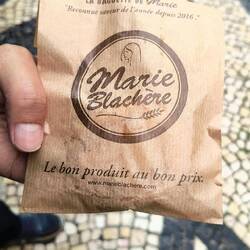 LA BAGUETTE DE Marie
"Reconnue saveur de l'année depuis 2016."
Marie
Blachère
Le bon produit au bon prix.
www.marieblachere.com